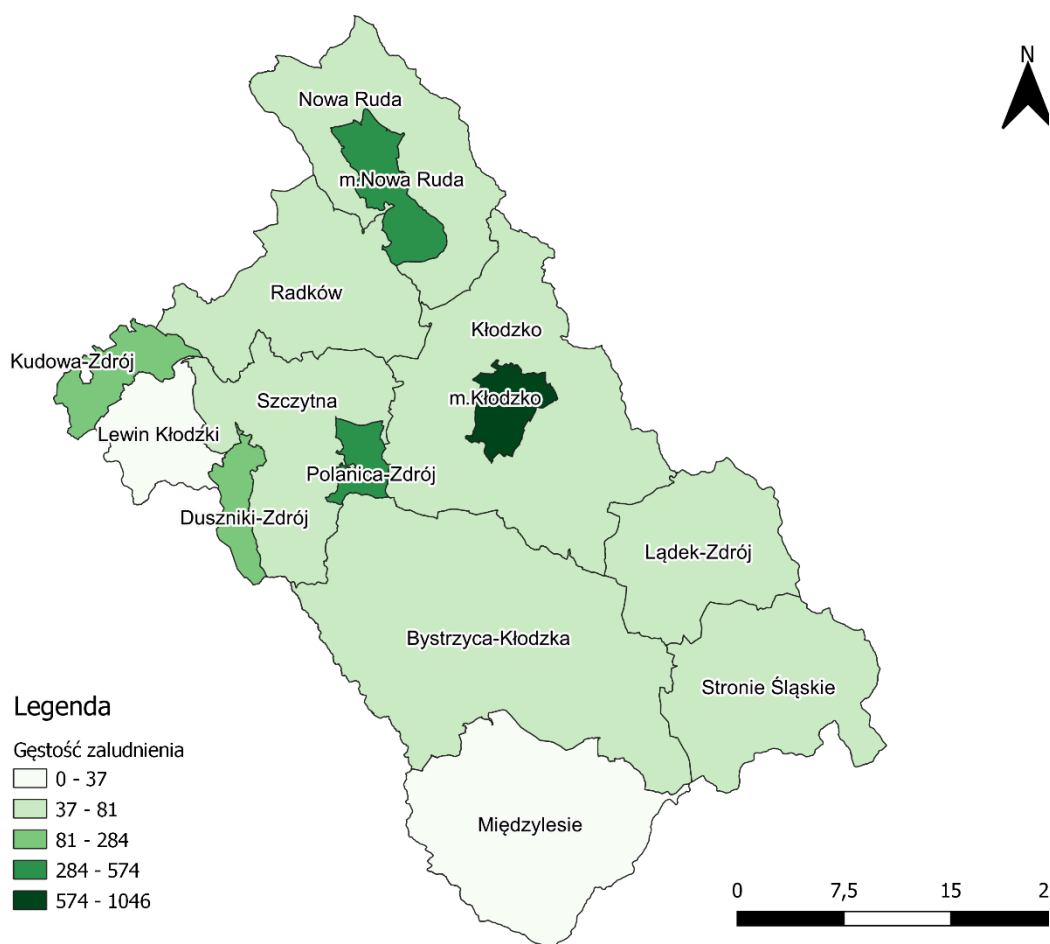 N
Nowa Ruda
m.Nowa Ruda
Radków
Kłodzko
Kudowa-Zdrój
Szczytna
m.Kłodzko
Lewin Kłodzki
Polanica-Zdrój
Duszniki-Zdrój
Lądek-Zdrój
Bystrzyca-Kłodzka
Stronie Śląskie
Międzylesie
Legenda
Gęstość zaludnienia
0 - 37
37 - 81
81 - 284
284 - 574
574 - 1046
0 7,5 15